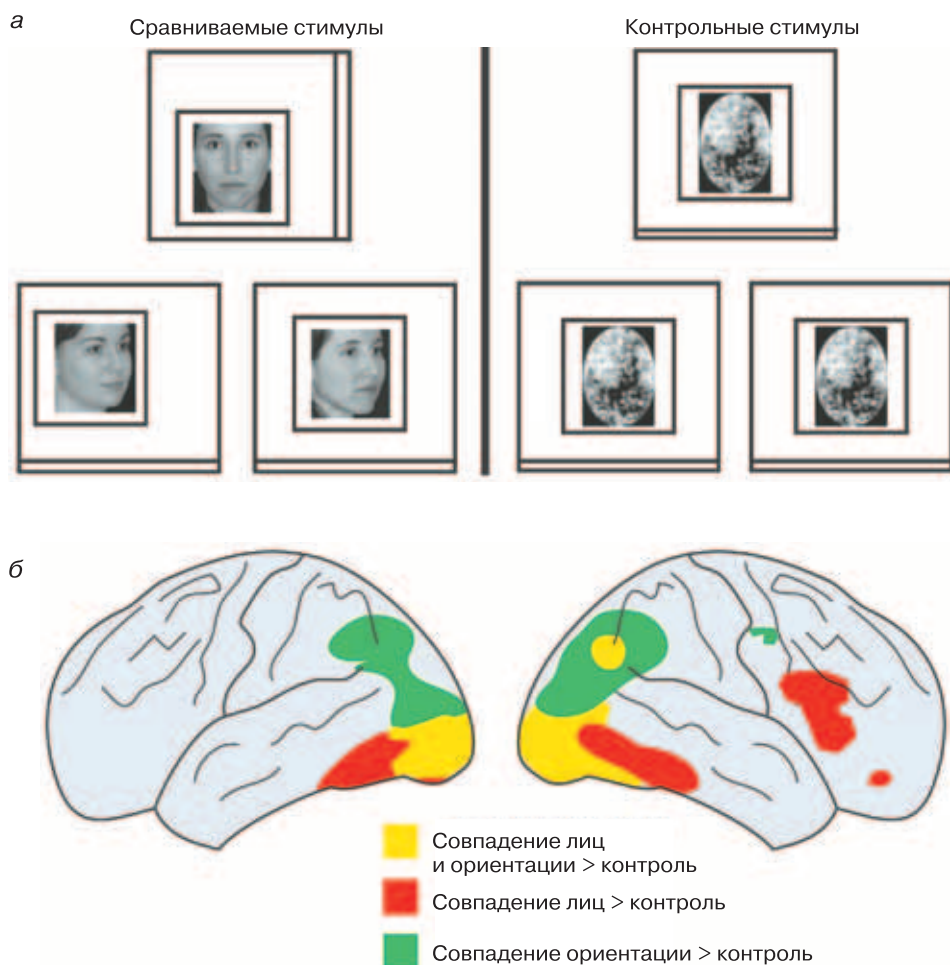 а
Сравниваемые стимулы
Контрольные стимулы
б
Совпадение лиц
и ориентации > контроль
Совпадение лиц > контроль
Совпадение ориентации > контроль